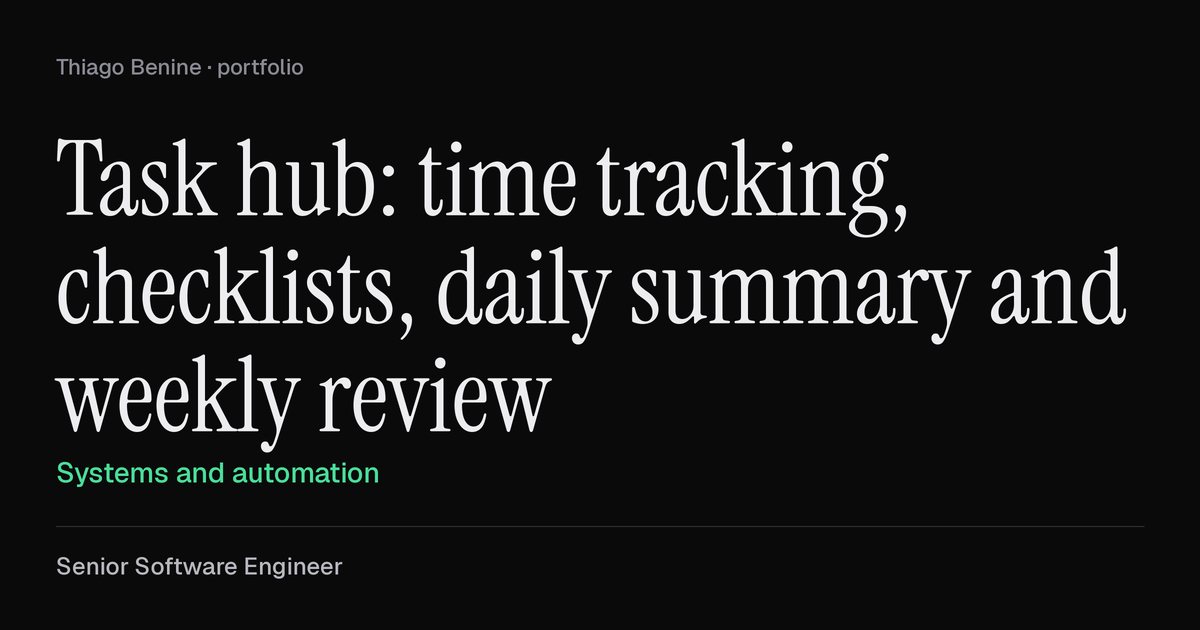 Thiago Benine · portfolio
Task hub: time tracking,
checklists, daily summary and
weekly review
Systems and automation
Senior Software Engineer